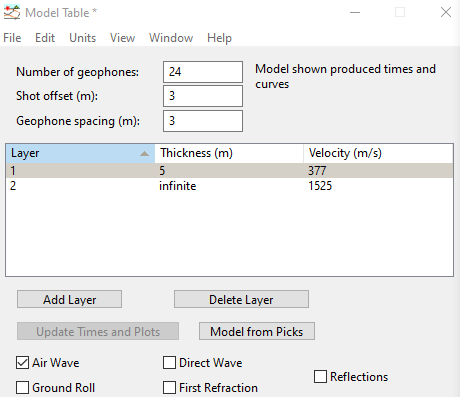 Model Table *
File Edit Units View Window Help
Number of geophones: 24
Model shown produced times and
curves
Shot offset (m): 3
Geophone spacing (m): 3
Layer Thickness (m) Velocity (m/s)
1 5 377
2 infinite 1525
Add Layer Delete Layer
Update Times and Plots Model from Picks
Air Wave Direct Wave
Reflections
Ground Roll First Refraction